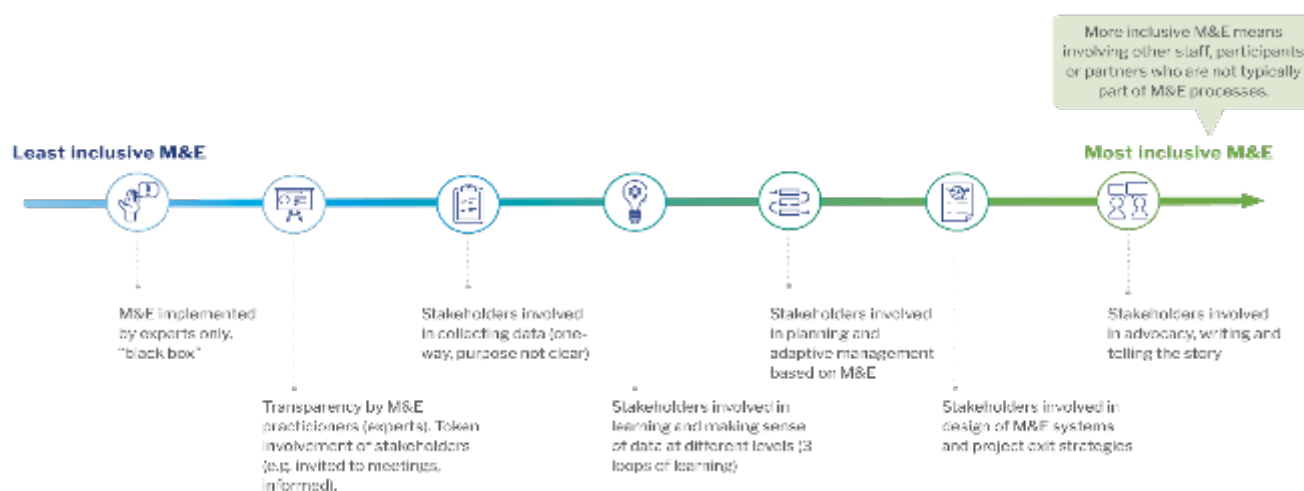 More inclusive M&E means
involving other staff, participants
or partners who are not typically
part of M&E processes.
Least inclusive M&E
Most inclusive M&E
M&E implemented
by experts only.
"black box"
Transparency by M&E
practicioners (experts). Token
involvement of stakeholders
(e.g. invited to meetings,
informed).
Stakeholders involved
in collecting data (one-
way, purpose not clear)
Stakeholders involved in
learning and making sense
of data at different levels (3
loops of learning)
Stakeholders involved
in planning and
adaptive management
based on M&E
Stakeholders involved in
design of M&E systems
and project exit strategies
Stakeholders involved
in advocacy, writing and
telling the story